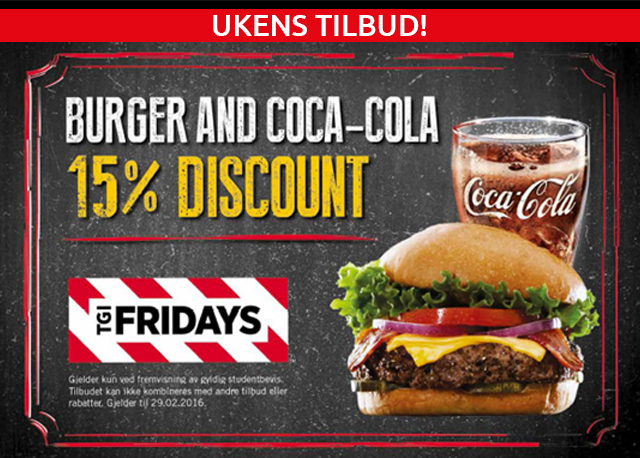 UKENS TILBUD!
BURGER AND COCA-COLA
15% DISCOUNT
Coca-Cola
TGI FRIDAYS
Gjelder kun ved fremvisning av gyldig studentbevis.
Tilbudet kan ikke kombineres med andre tilbud eller
rabatter. Gjelder til 29.02.2016.